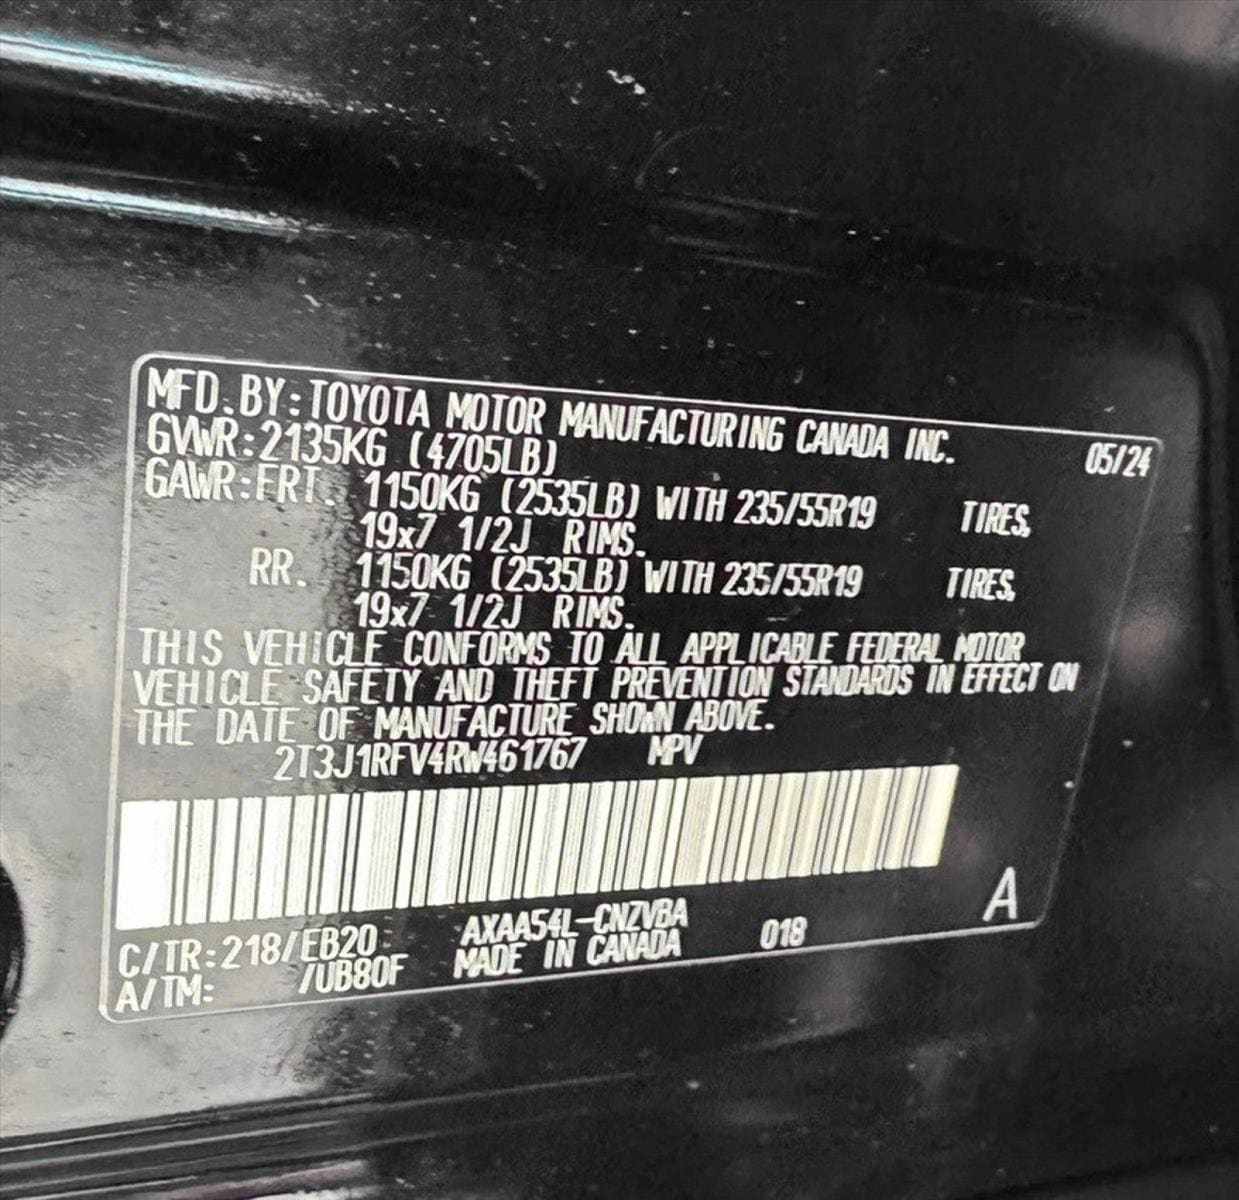 MFD. BY: TOYOTA MOTOR MANUFACTURING CANADA INC. 05/24
GVWR: 2135KG (4705LB)
GAWR: FRT. 1150KG (2535LB) WITH 235/55R19 TIRES,
19x7 1/2J RIMS.
RR. 1150KG (2535LB) WITH 235/55R19 TIRES,
19x7 1/2J RIMS.
THIS VEHICLE CONFORMS TO ALL APPLICABLE FEDERAL MOTOR
VEHICLE SAFETY AND THEFT PREVENTION STANDARDS IN EFFECT ON
THE DATE OF MANUFACTURE SHOWN ABOVE.
2T3J1RFV4RW461767 MPV
A
C/TR: 218/EB20 AXAA54L-CNZVBA 018
A/TM: /UB80F MADE IN CANADA